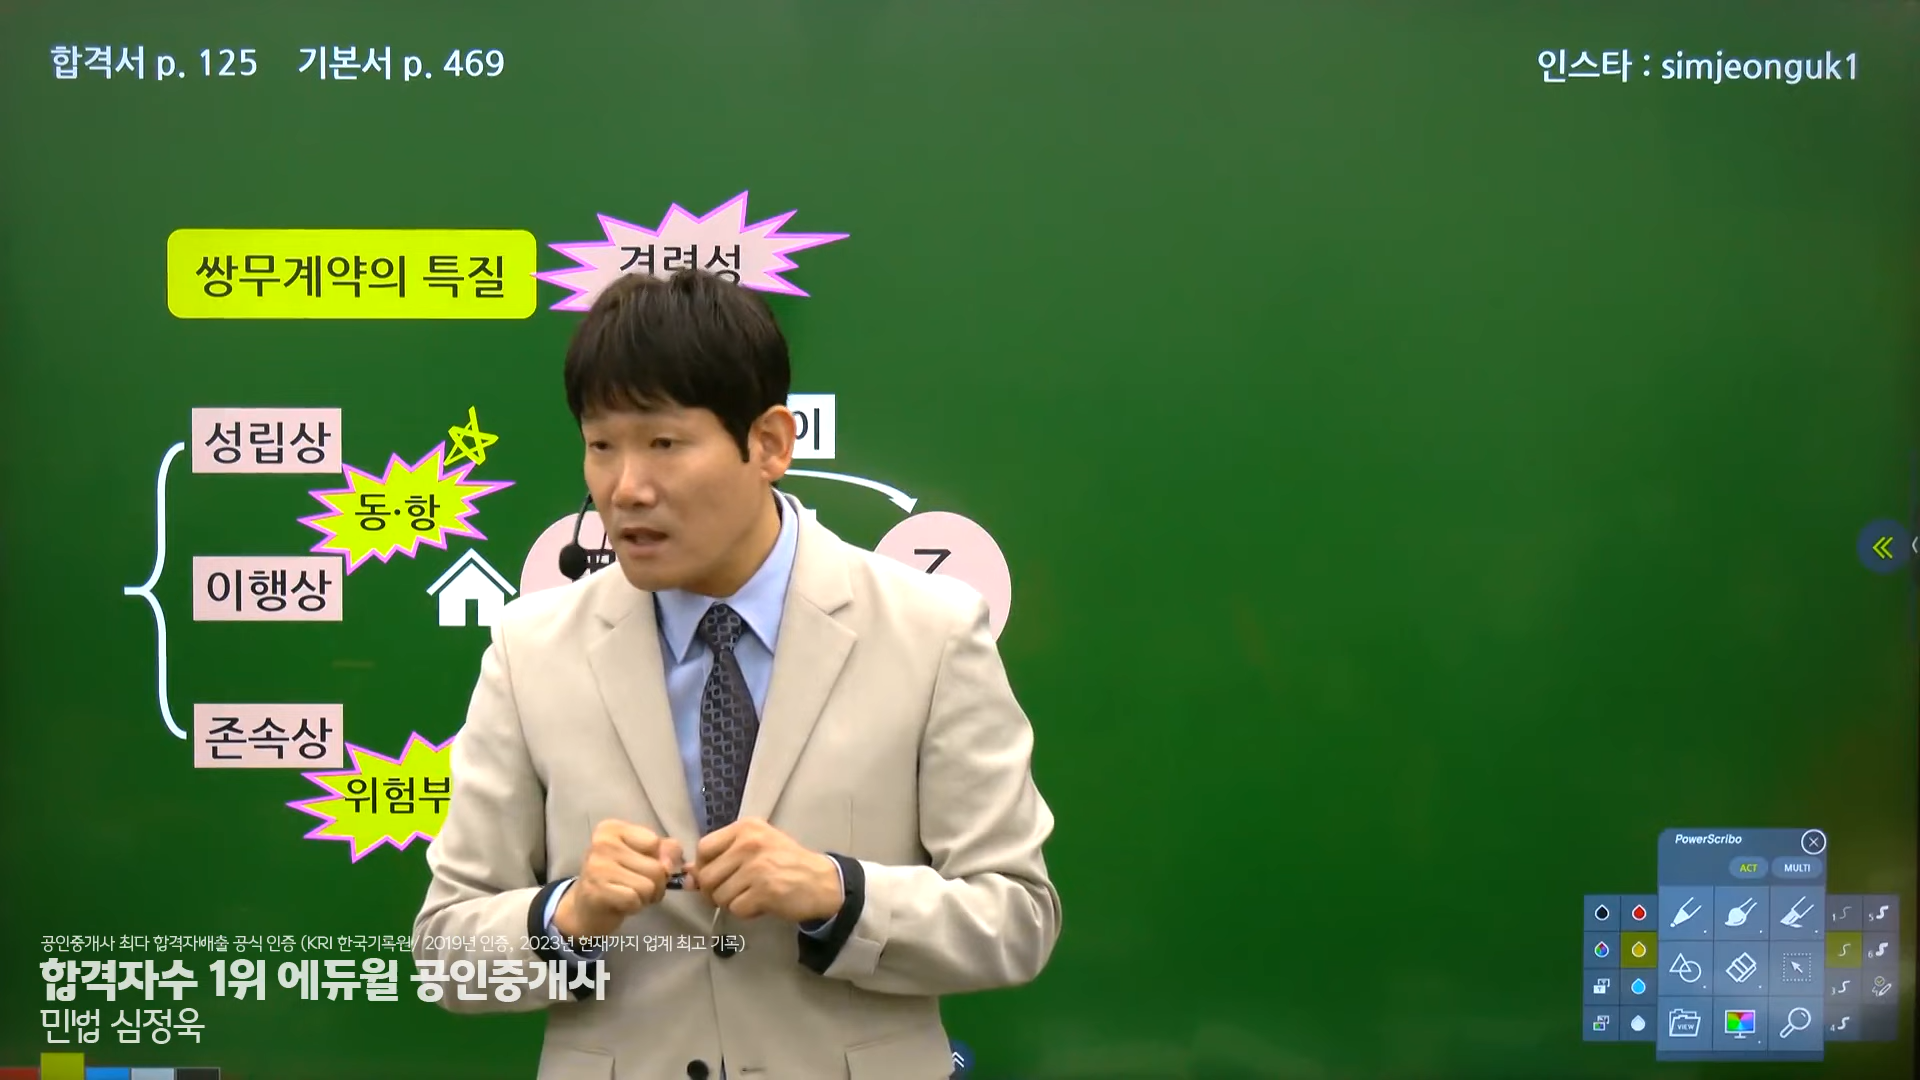 합격서 p. 125 기본서 p. 469
인스타 : simjeonguk1
쌍무계약의 특질
견련성
성립상
동·항
이행상
존속상
위험부
이
乙
PowerScribo
ACT MULTI
VIEW
공인중개사 최다 합격자배출 공식 인증 (KRI 한국기록원/ 2019년 인증, 2023년 현재까지 업계 최고 기록)
합격자수 1위 에듀윌 공인중개사
민법 심정욱